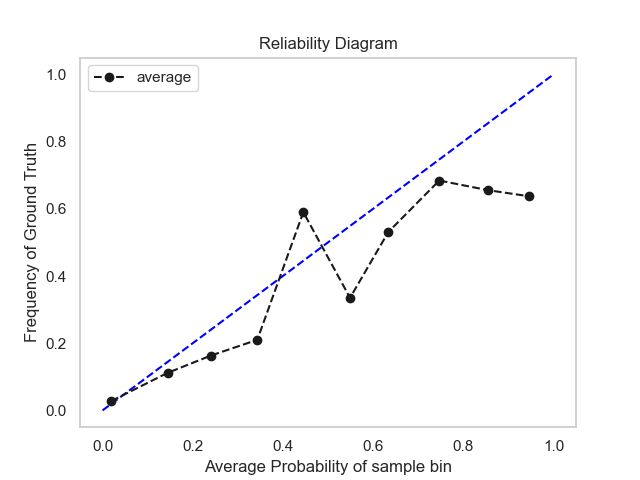 Reliability Diagram
average
Frequency of Ground Truth
1.0
0.8
0.6
0.4
0.2
0.0
0.0 0.2 0.4 0.6 0.8 1.0
Average Probability of sample bin